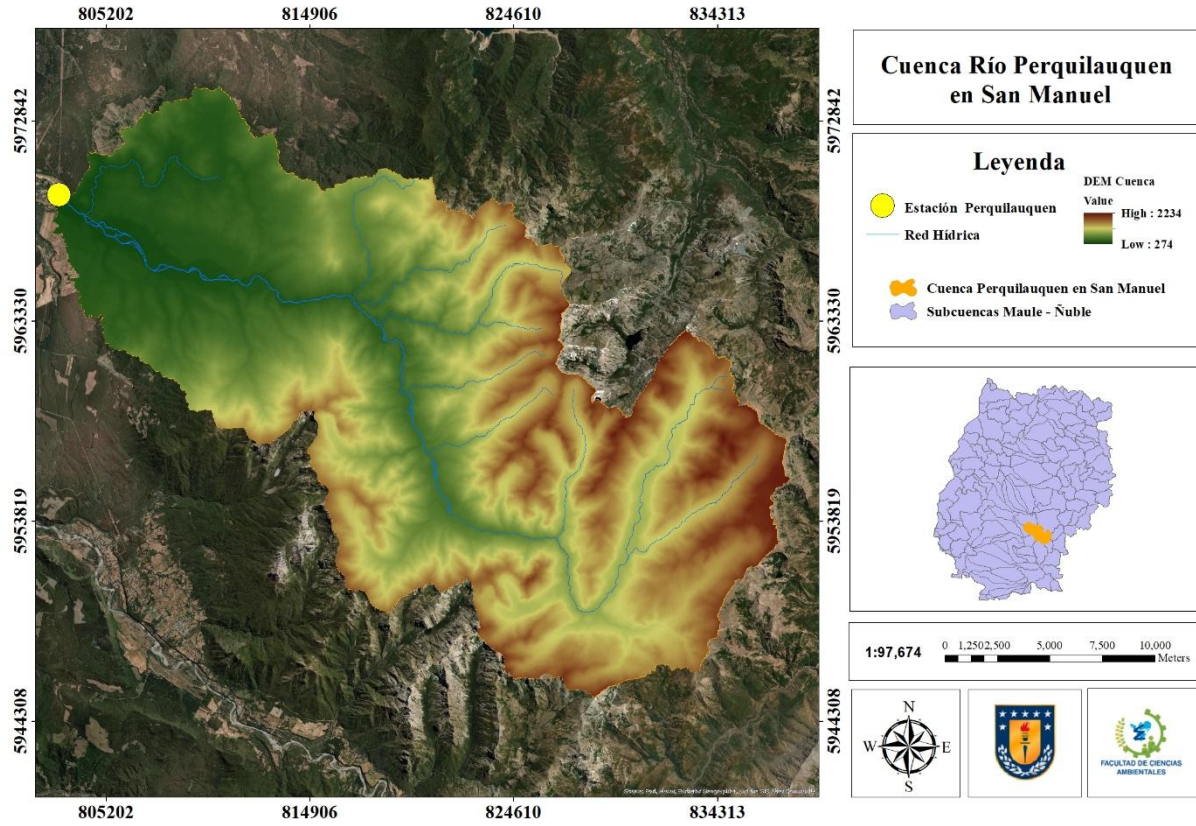 805202 814906 824610 834313
5972842
5963330
5953819
5944308
5972842
5963330
5953819
5944308
805202 814906 824610 834313
Cuenca Río Perquilauquen
en San Manuel
Leyenda
Estación Perquilauquen
Red Hídrica
DEM Cuenca
Value
High : 2234
Low : 274
Cuenca Perquilauquen en San Manuel
Subcuencas Maule - Ñuble
1:97,674
0 1,250 2,500 5,000 7,500 10,000
Meters
N
W E
S
FACULTAD DE CIENCIAS
AMBIENTALES